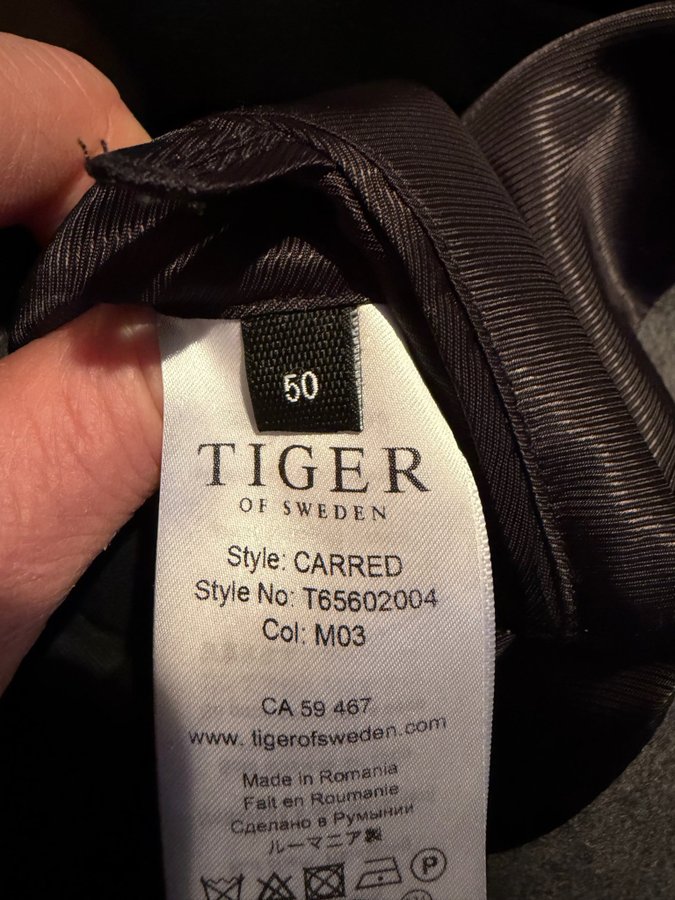 50
TIGER
OF SWEDEN
Style: CARRED
Style No: T65602004
Col: M03
CA 59 467
www. tigerofsweden.com
Made in Romania
Fait en Roumanie
Сделано в Румынии
ルーマニア製
P